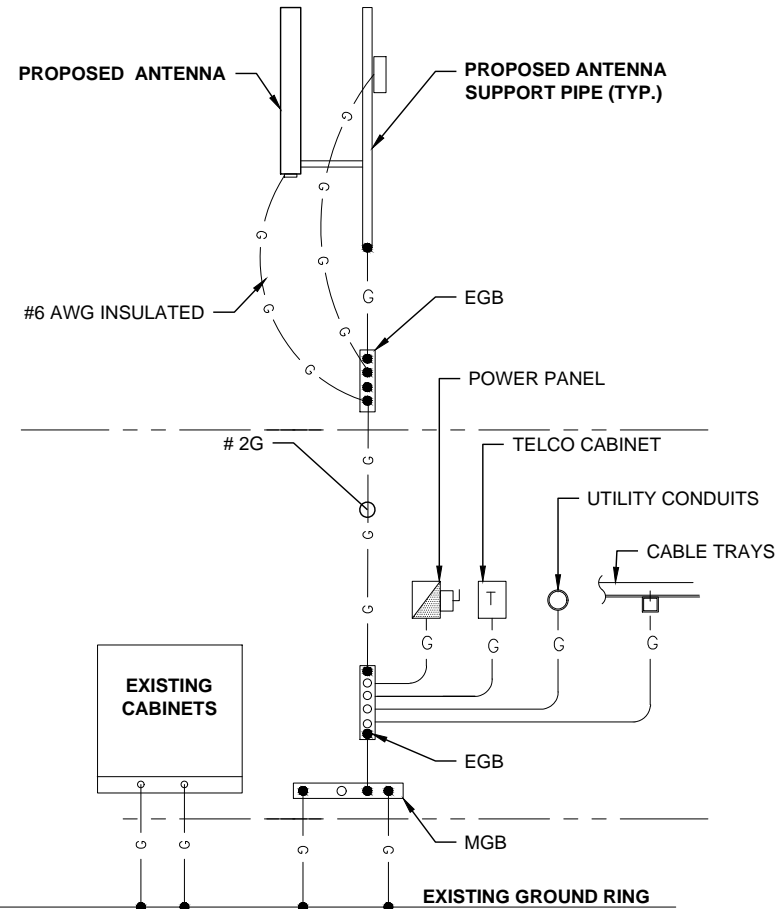 PROPOSED ANTENNA
PROPOSED ANTENNA
SUPPORT PIPE (TYP.)
G
G
G
G
G
G
G
G
G
#6 AWG INSULATED
EGB
POWER PANEL
# 2G
G
TELCO CABINET
UTILITY CONDUITS
G
CABLE TRAYS
T
G
G
G
G
G
EXISTING
CABINETS
EGB
MGB
G
G
G
G
EXISTING GROUND RING